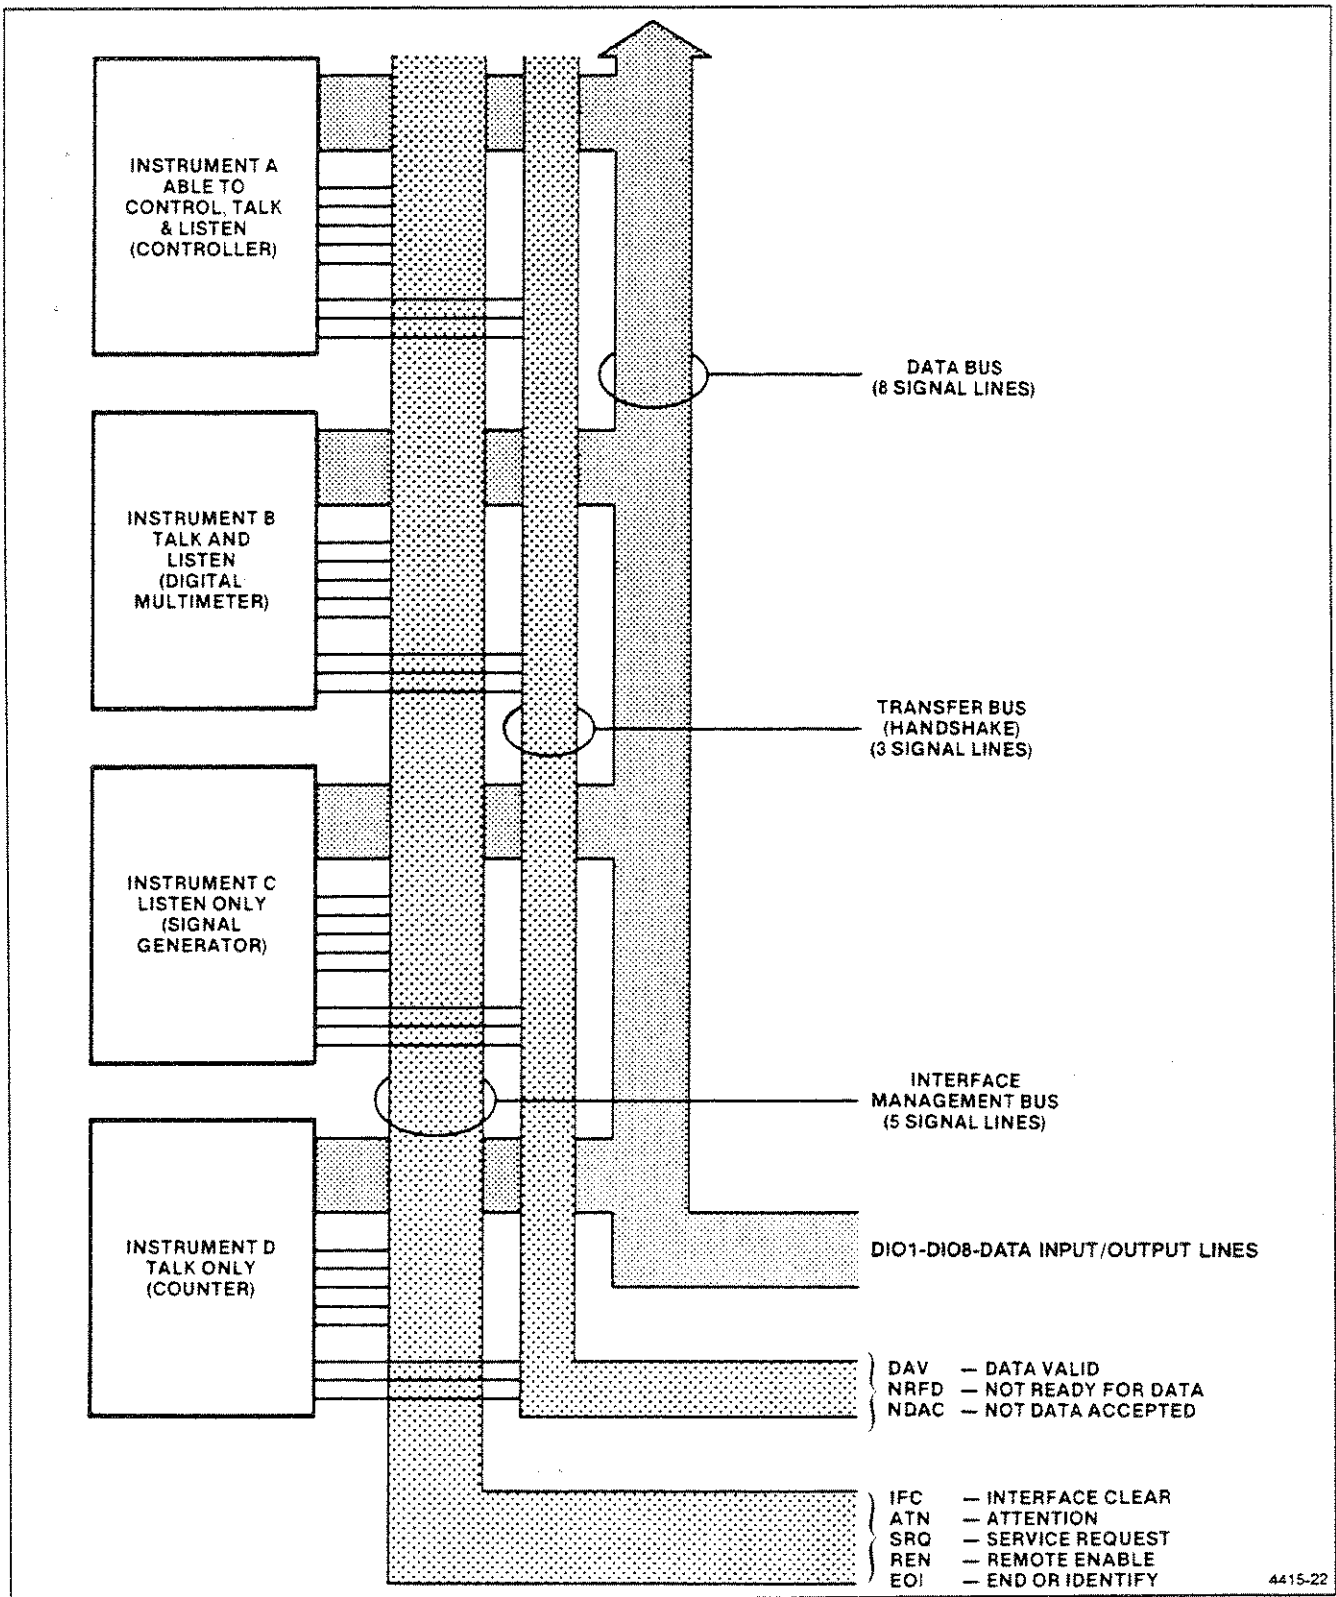 INSTRUMENT A
ABLE TO
CONTROL, TALK
& LISTEN
(CONTROLLER)
DATA BUS
(8 SIGNAL LINES)
INSTRUMENT B
TALK AND
LISTEN
(DIGITAL
MULTIMETER)
TRANSFER BUS
(HANDSHAKE)
(3 SIGNAL LINES)
INSTRUMENT C
LISTEN ONLY
(SIGNAL
GENERATOR)
INTERFACE
MANAGEMENT BUS
(5 SIGNAL LINES)
INSTRUMENT D
TALK ONLY
(COUNTER)
DIO1-DIO8-DATA INPUT/OUTPUT LINES
DAV — DATA VALID
NRFD — NOT READY FOR DATA
NDAC — NOT DATA ACCEPTED
IFC — INTERFACE CLEAR
ATN — ATTENTION
SRQ — SERVICE REQUEST
REN — REMOTE ENABLE
EOI — END OR IDENTIFY
4415-22